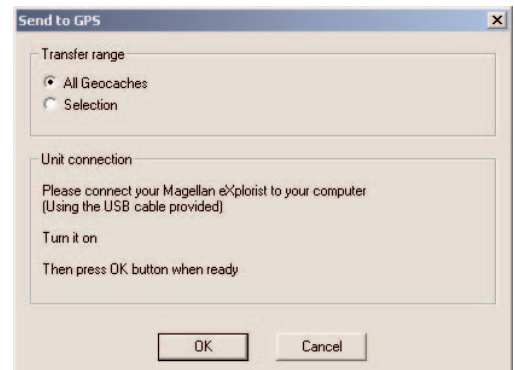 Send to GPS
Transfer range
All Geocaches
Selection
Unit connection
Please connect your Magellan eXplorist to your computer
(Using the USB cable provided)
Turn it on
Then press OK button when ready
OK Cancel